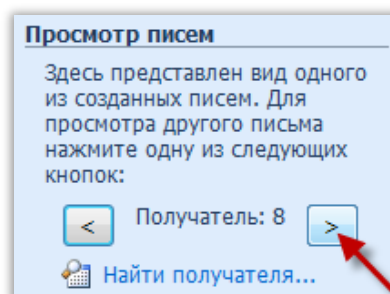 Просмотр писем
Здесь представлен вид одного
из созданных писем. Для
просмотра другого письма
нажмите одну из следующих
кнопок:
< Получатель: 8 >
Найти получателя...